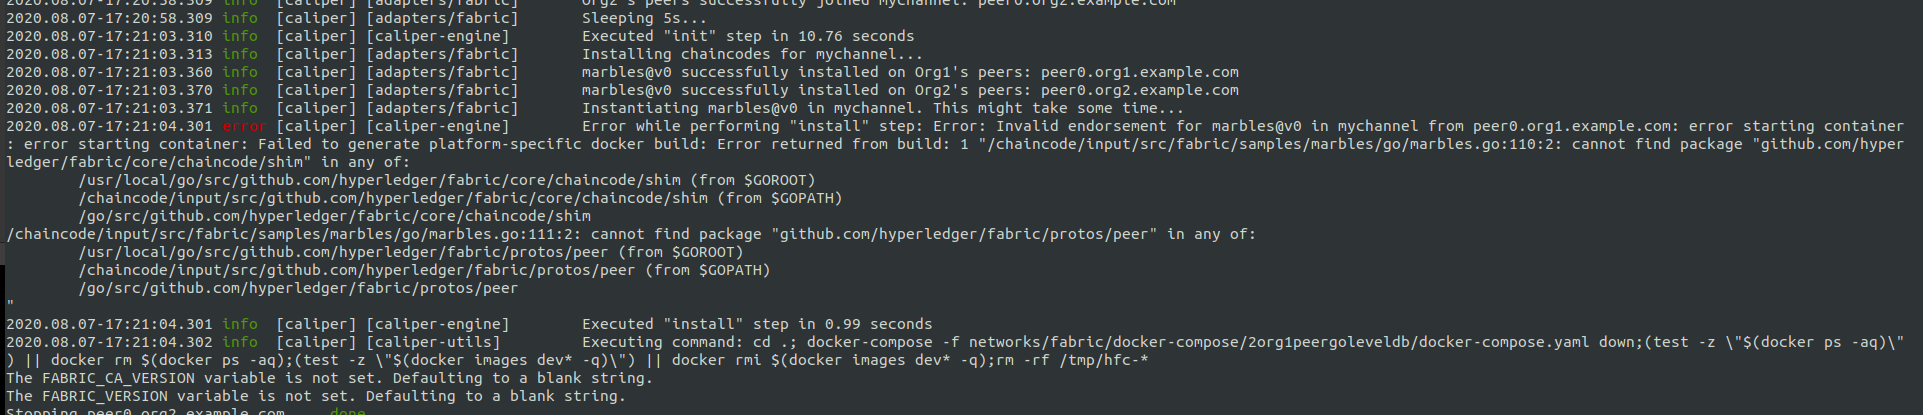 2020.08.07-17:20:58.309 info [caliper] [adapters/fabric] Org2's peers successfully joined mychannel: peer0.org2.example.com
2020.08.07-17:20:58.309 info [caliper] [adapters/fabric] Sleeping 5s...
2020.08.07-17:21:03.310 info [caliper] [caliper-engine] Executed "init" step in 10.76 seconds
2020.08.07-17:21:03.313 info [caliper] [adapters/fabric] Installing chaincodes for mychannel...
2020.08.07-17:21:03.360 info [caliper] [adapters/fabric] marbles@v0 successfully installed on Org1's peers: peer0.org1.example.com
2020.08.07-17:21:03.370 info [caliper] [adapters/fabric] marbles@v0 successfully installed on Org2's peers: peer0.org2.example.com
2020.08.07-17:21:03.371 info [caliper] [adapters/fabric] Instantiating marbles@v0 in mychannel. This might take some time...
2020.08.07-17:21:04.301 error [caliper] [caliper-engine] Error while performing "install" step: Error: Invalid endorsement for marbles@v0 in mychannel from peer0.org1.example.com: error starting container
: error starting container: Failed to generate platform-specific docker build: Error returned from build: 1 "/chaincode/input/src/fabric/samples/marbles/go/marbles.go:110:2: cannot find package "github.com/hyper
ledger/fabric/core/chaincode/shim" in any of:
/usr/local/go/src/github.com/hyperledger/fabric/core/chaincode/shim (from $GOROOT)
/chaincode/input/src/github.com/hyperledger/fabric/core/chaincode/shim (from $GOPATH)
/go/src/github.com/hyperledger/fabric/core/chaincode/shim
/chaincode/input/src/fabric/samples/marbles/go/marbles.go:111:2: cannot find package "github.com/hyperledger/fabric/protos/peer" in any of:
/usr/local/go/src/github.com/hyperledger/fabric/protos/peer (from $GOROOT)
/chaincode/input/src/github.com/hyperledger/fabric/protos/peer (from $GOPATH)
/go/src/github.com/hyperledger/fabric/protos/peer
"
2020.08.07-17:21:04.301 info [caliper] [caliper-engine] Executed "install" step in 0.99 seconds
2020.08.07-17:21:04.302 info [caliper] [caliper-utils] Executing command: cd .; docker-compose -f networks/fabric/docker-compose/2org1peergoleveldb/docker-compose.yaml down;(test -z \"$(docker ps -aq)\"
) || docker rm $(docker ps -aq);(test -z \"$(docker images dev* -q)\") || docker rmi $(docker images dev* -q);rm -rf /tmp/hfc-*
The FABRIC_CA_VERSION variable is not set. Defaulting to a blank string.
The FABRIC_VERSION variable is not set. Defaulting to a blank string.
Stopping peer0.org2.example.com ... done